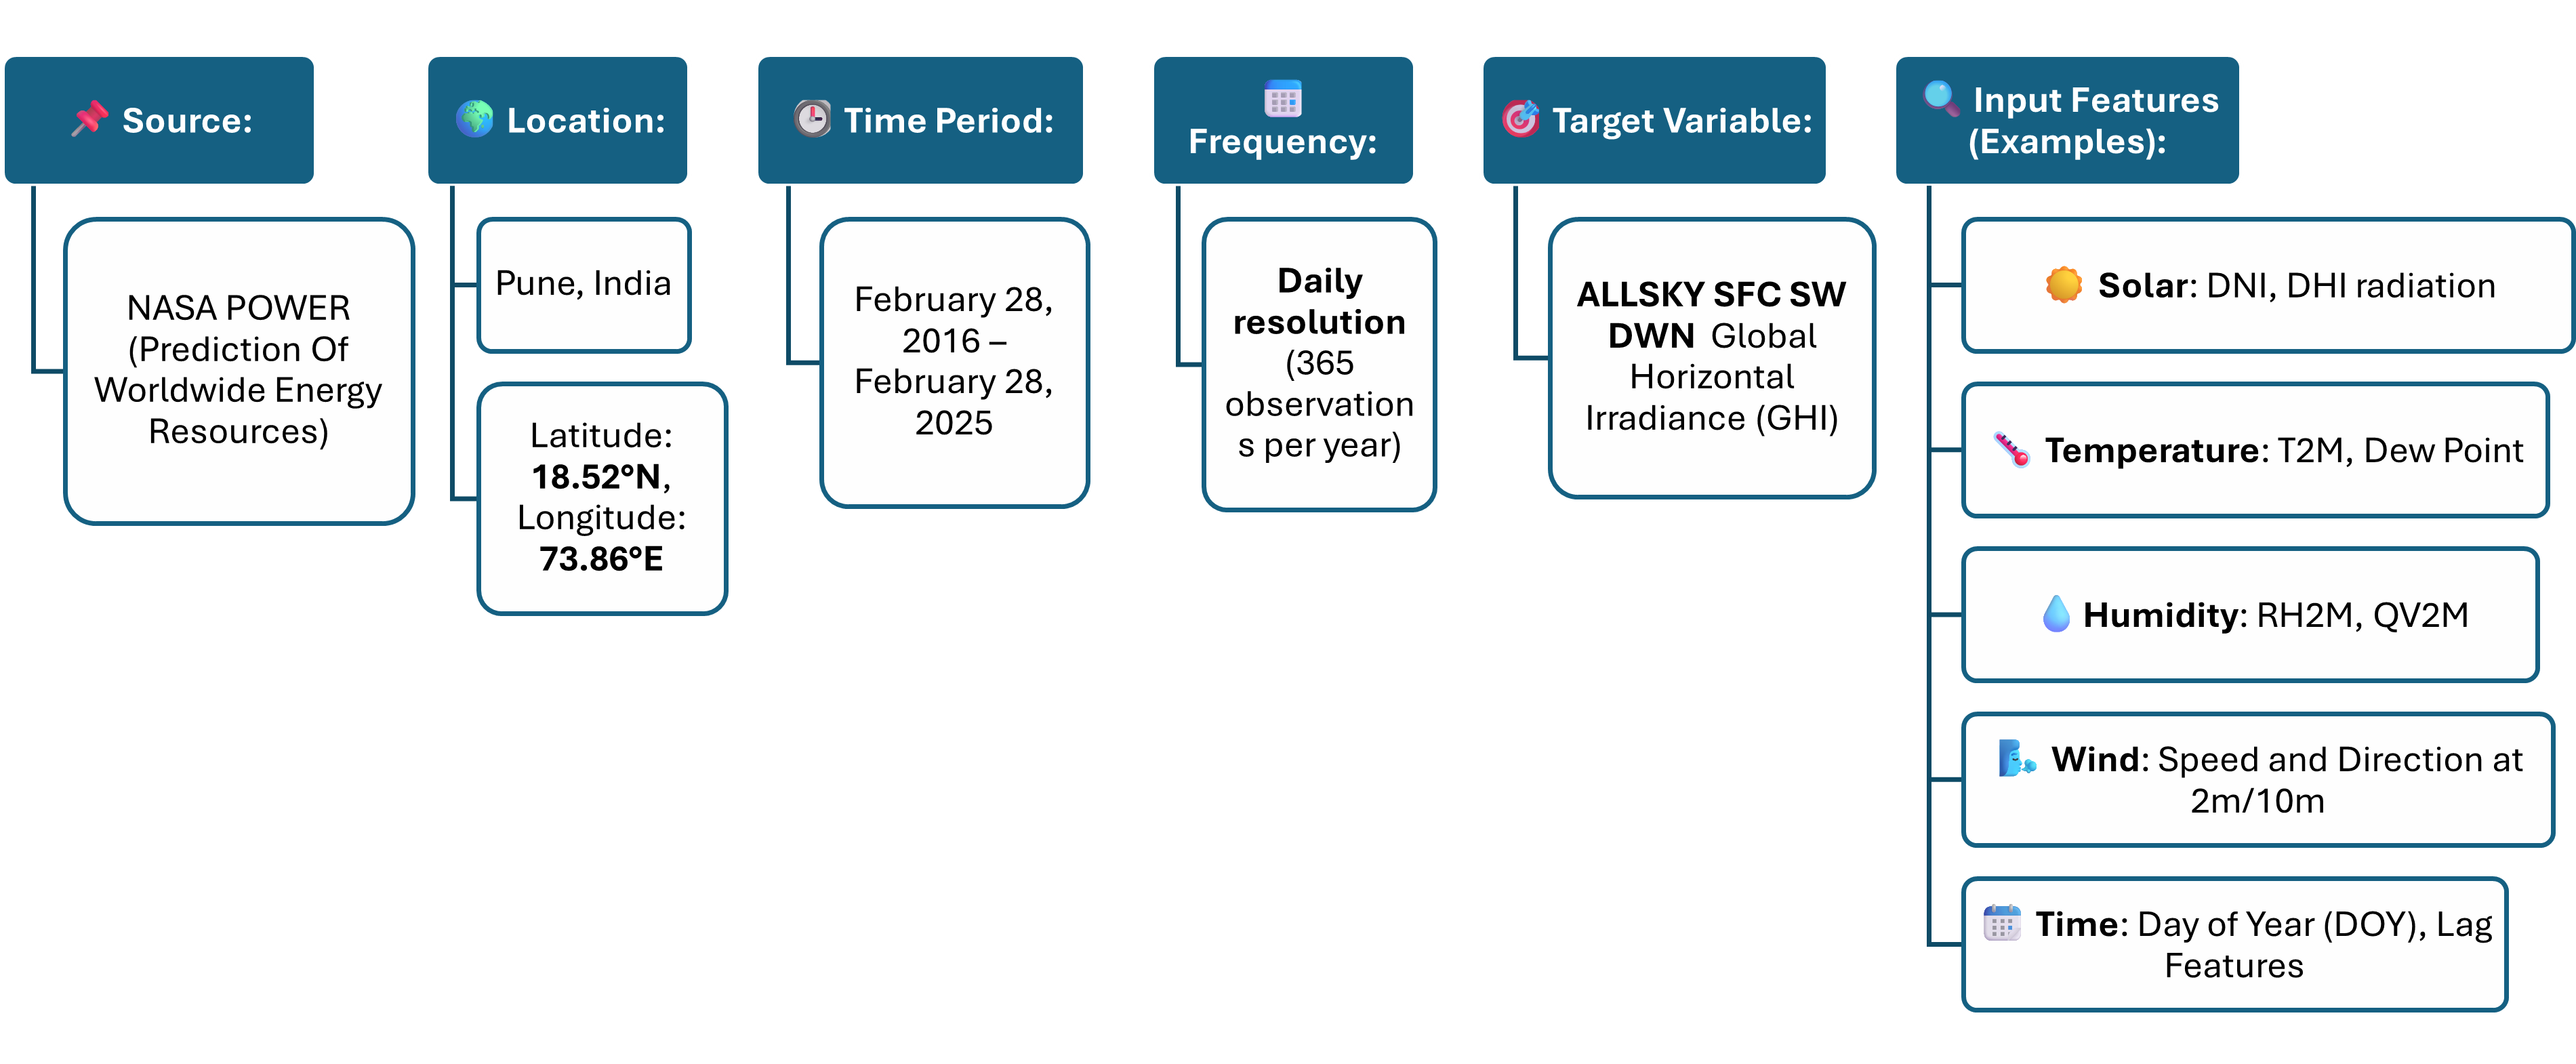 Source:
NASA POWER
(Prediction Of
Worldwide Energy
Resources)
Location:
Pune, India
Latitude:
18.52°N,
Longitude:
73.86°E
Time Period:
February 28,
2016 –
February 28,
2025
Frequency:
Daily
resolution
(365
observation
s per year)
Target Variable:
ALLSKY SFC SW
DWN Global
Horizontal
Irradiance (GHI)
Input Features
(Examples):
Solar: DNI, DHI radiation
Temperature: T2M, Dew Point
Humidity: RH2M, QV2M
Wind: Speed and Direction at
2m/10m
Time: Day of Year (DOY), Lag
Features